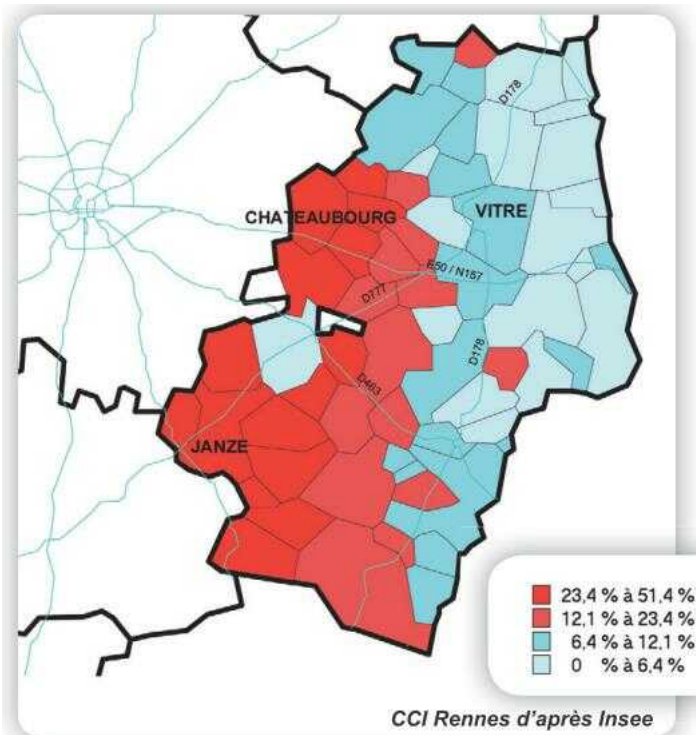 D178
CHATEAUBOURG
VITRE
E50 / N157
D777
D178
D463
JANZE
23,4 % à 51,4 %
12,1 % à 23,4 %
6,4 % à 12,1 %
0 % à 6,4 %
CCI Rennes d'après Insee